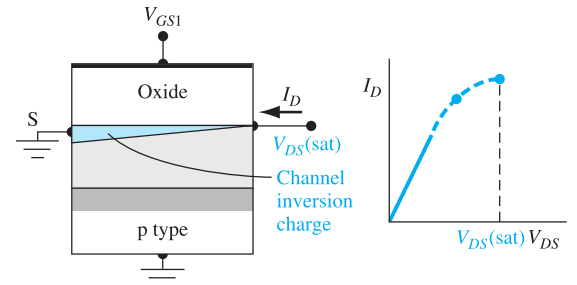 V_GS1
Oxide
I_D
S
V_DS(sat)
Channel
inversion
charge
p type
I_D
V_DS(sat) V_DS